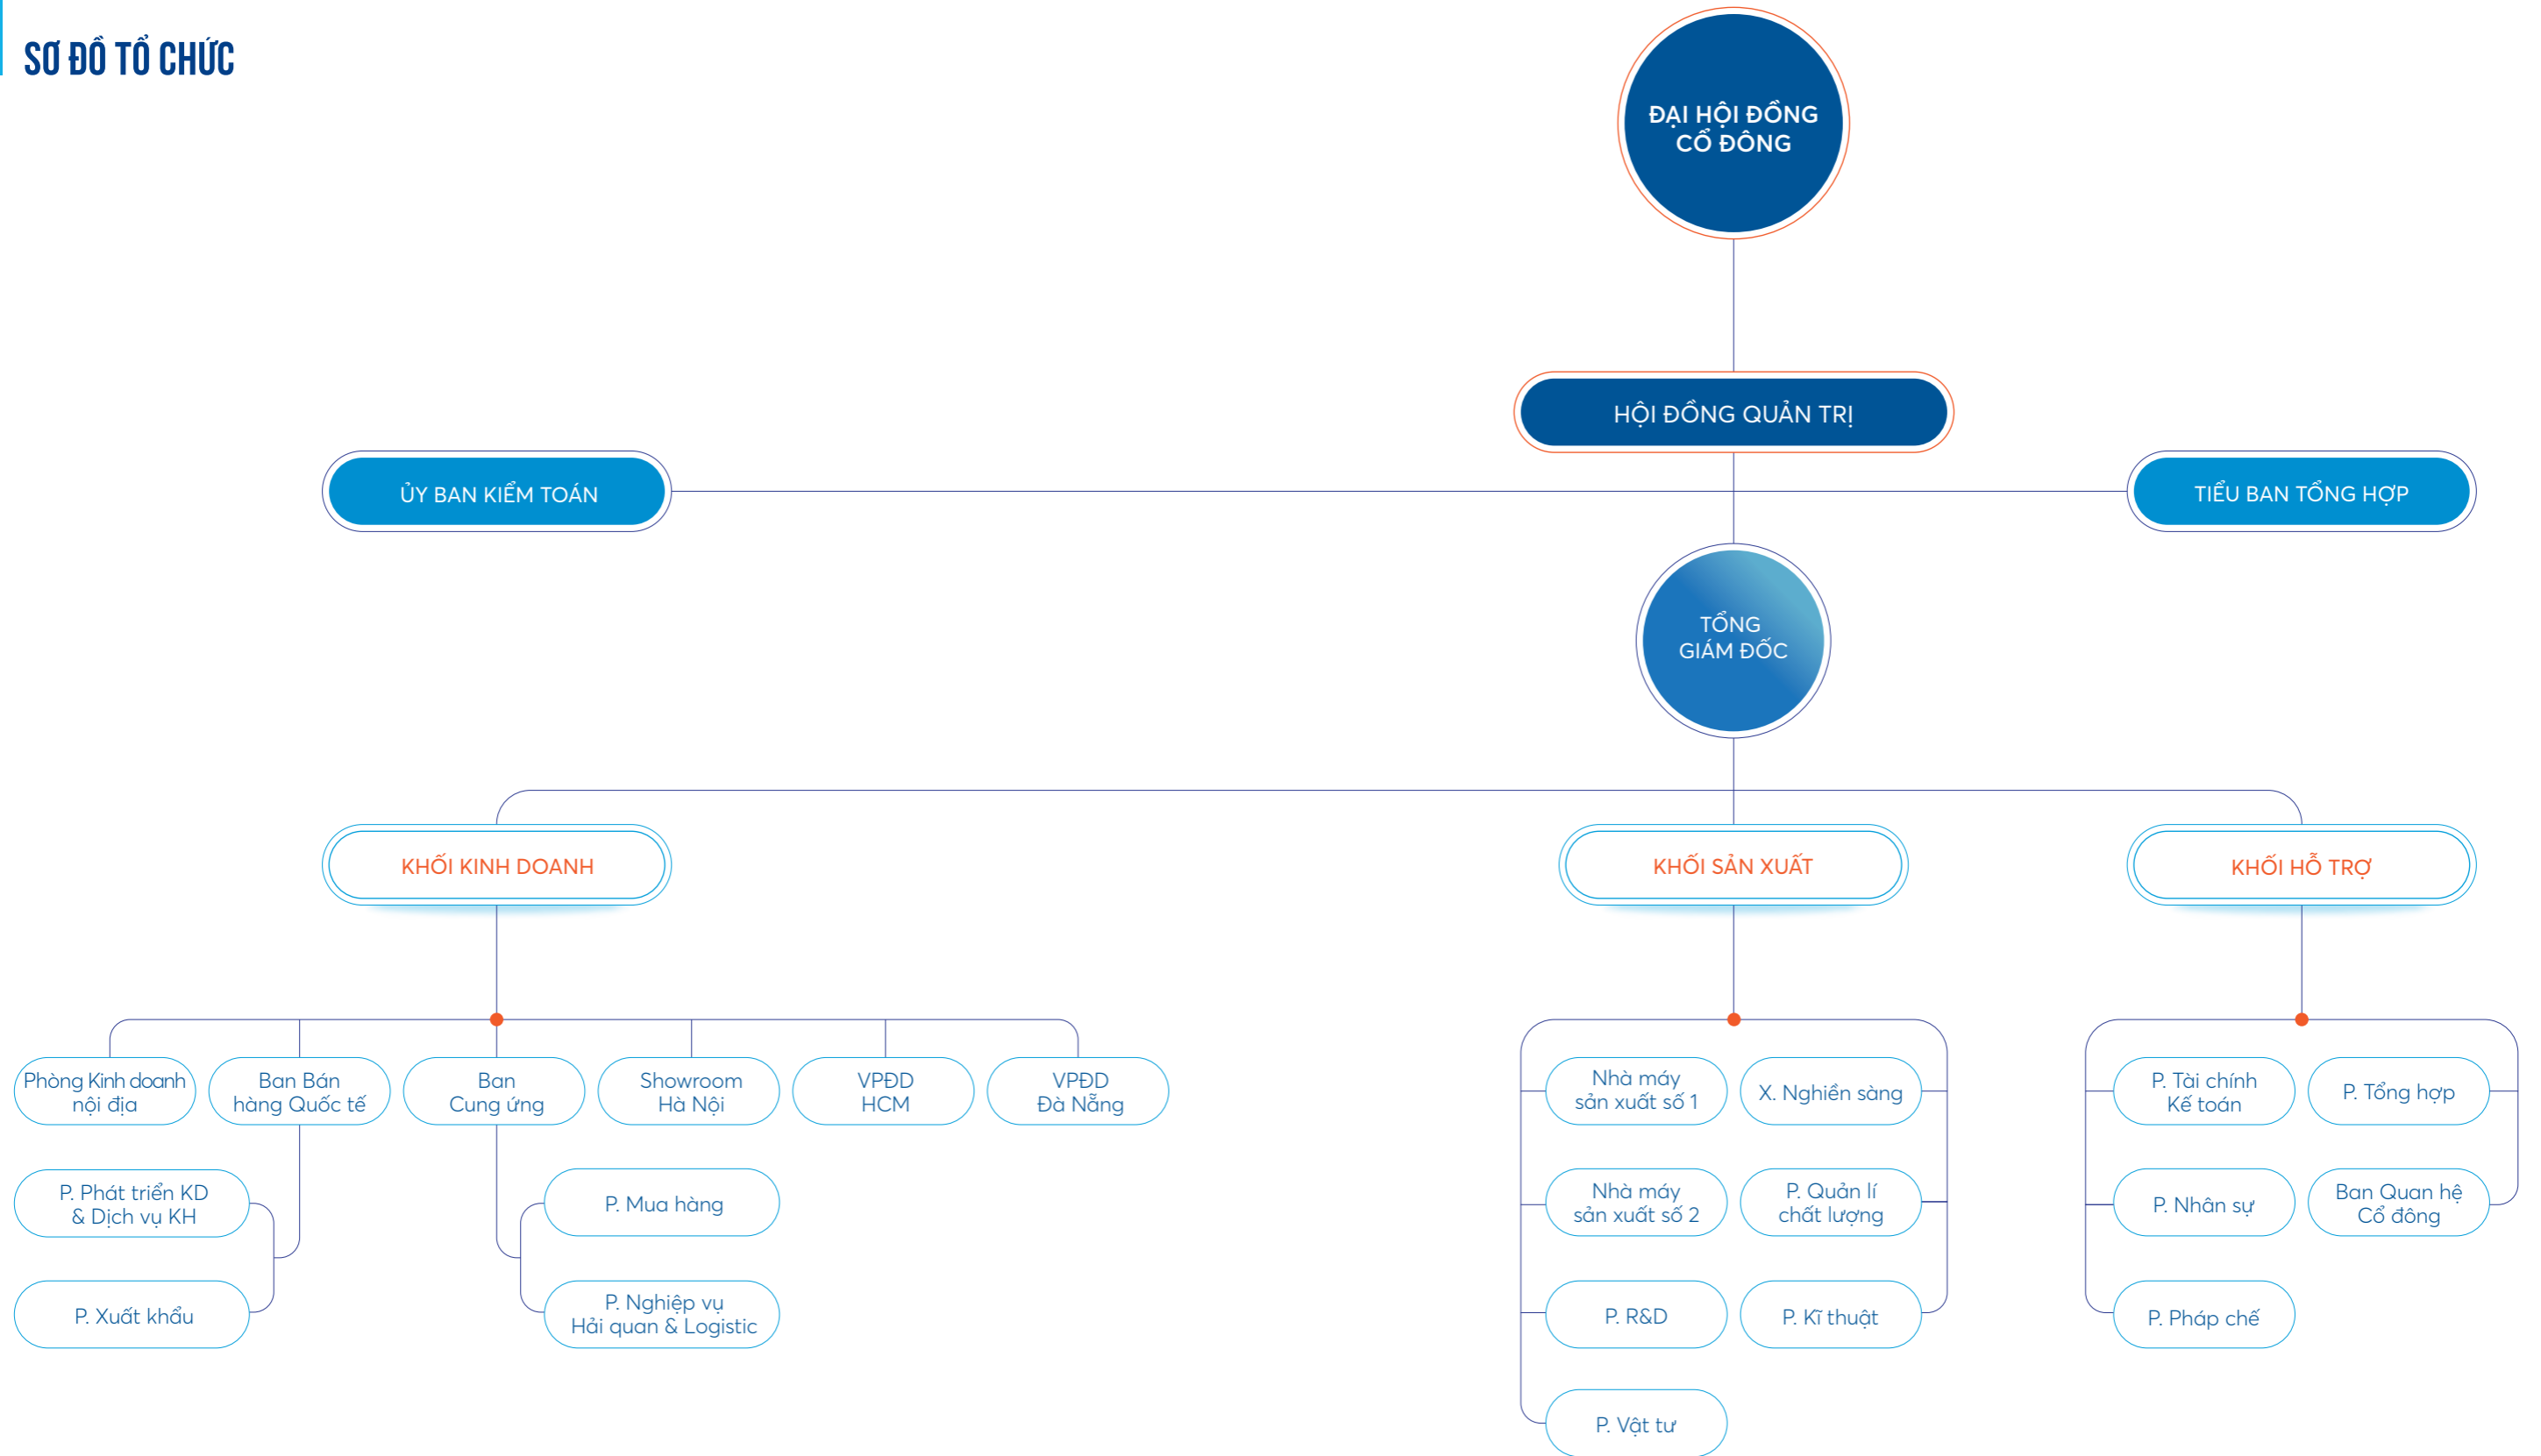 SƠ ĐỒ TỔ CHỨC
ĐẠI HỘI ĐỒNG
CỔ ĐÔNG
HỘI ĐỒNG QUẢN TRỊ
ỦY BAN KIỂM TOÁN
TIỂU BAN TỔNG HỢP
TỔNG
GIÁM ĐỐC
KHỐI KINH DOANH
KHỐI SẢN XUẤT
KHỐI HỖ TRỢ
Phòng Kinh doanh
nội địa
Ban Bán
hàng Quốc tế
Ban
Cung ứng
Showroom
Hà Nội
VPĐD
HCM
VPĐD
Đà Nẵng
P. Phát triển KD
& Dịch vụ KH
P. Xuất khẩu
P. Mua hàng
P. Nghiệp vụ
Hải quan & Logistic
Nhà máy
sản xuất số 1
X. Nghiền sàng
Nhà máy
sản xuất số 2
P. Quản lí
chất lượng
P. R&D
P. Kĩ thuật
P. Vật tư
P. Tài chính
Kế toán
P. Tổng hợp
P. Nhân sự
Ban Quan hệ
Cổ đông
P. Pháp chế